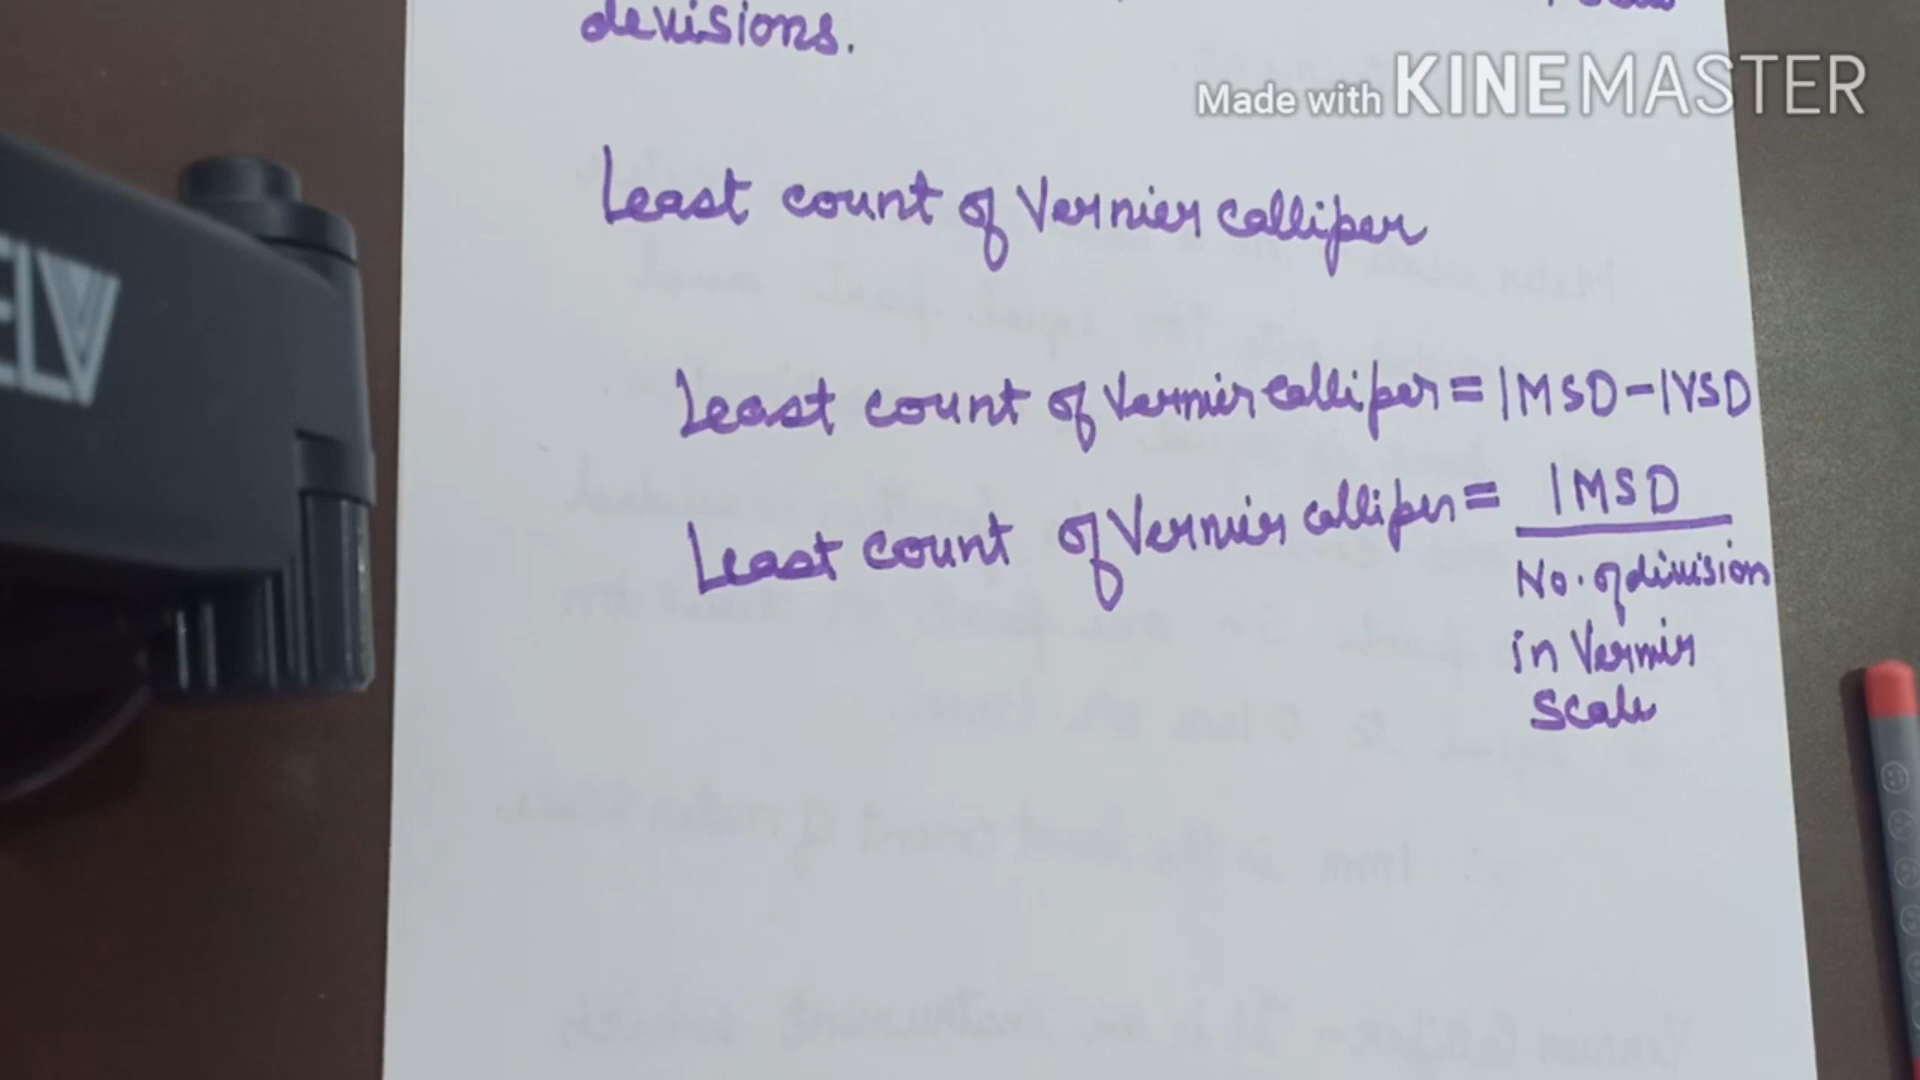 devisions.
Made with KINEMASTER
Least count of Vernier calliper
ELV
Least count of Vernier calliper = 1MSD - 1VSD
Least count of Vernier calliper = 1MSD
No. of division
in Vernier
Scale